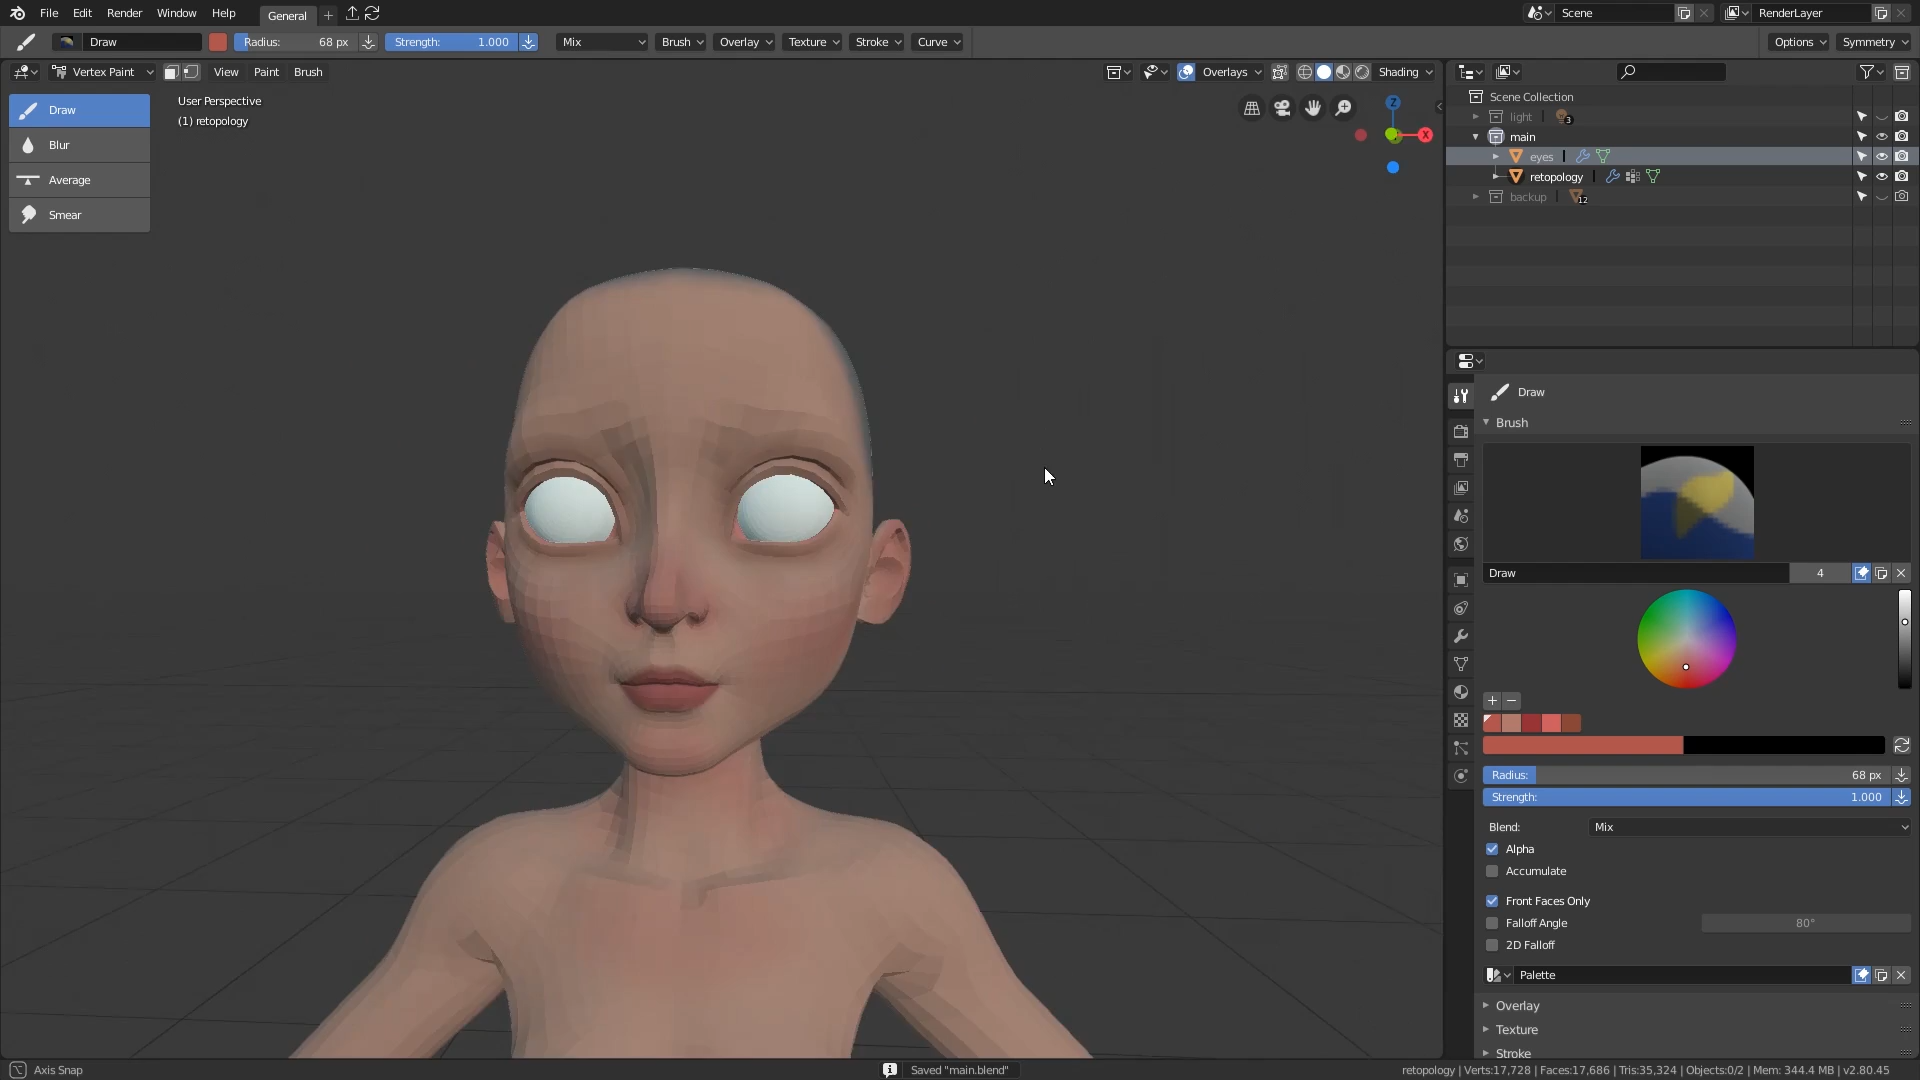 File Edit Render Window Help General + Scene RenderLayer
Draw Radius: 68 px Strength: 1.000 Mix Brush Overlay Texture Stroke Curve Options Symmetry
Vertex Paint View Paint Brush Overlays Shading
Draw
Blur
Average
Smear
User Perspective
(1) retopology
Z
X
Scene Collection
light 3
main
eyes
retopology
backup 12
Draw
Brush
Draw 4
Radius: 68 px
Strength: 1.000
Blend: Mix
Alpha
Accumulate
Front Faces Only
Falloff Angle 80°
2D Falloff
Palette
Overlay
Texture
Stroke
Axis Snap Saved "main.blend" retopology | Verts:17,728 | Faces:17,686 | Tris:35,324 | Objects:0/2 | Mem: 344.4 MB | v2.80.45